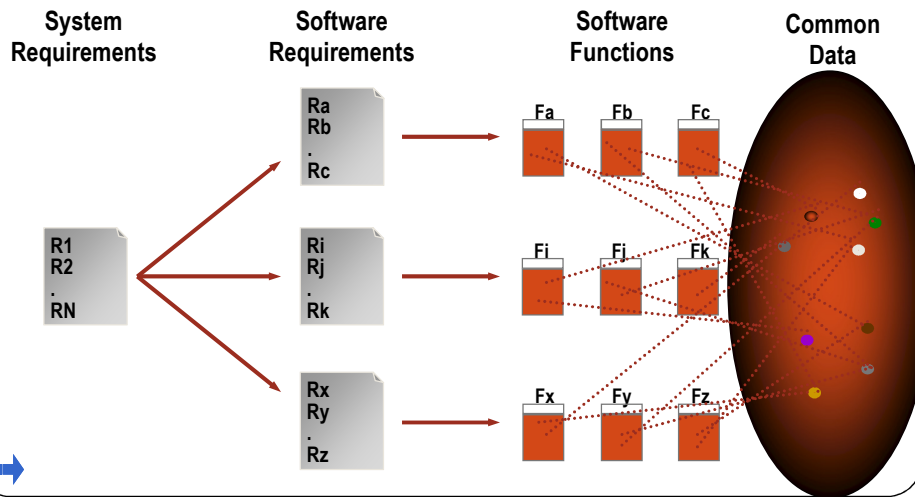 System
Requirements
Software
Requirements
Software
Functions
Common
Data
R1
R2
.
RN
Ra
Rb
.
Rc
Ri
Rj
.
Rk
Rx
Ry
.
Rz
Fa
Fb
Fc
Fi
Fj
Fk
Fx
Fy
Fz